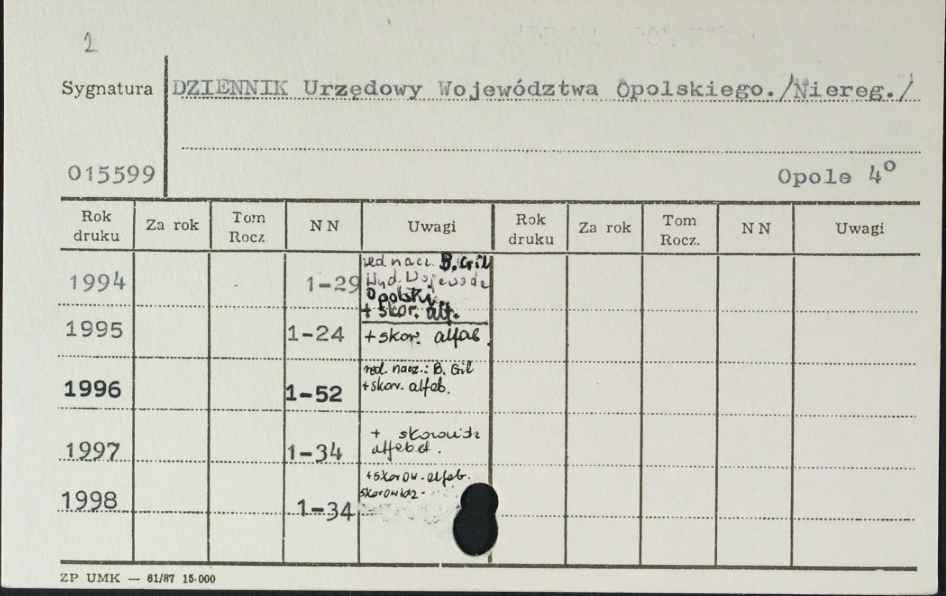 2
Sygnatura DZIENNIK Urzędowy Województwa Opolskiego./Niereg./
015599 Opole 4°
Rok druku Za rok Tom Rocz. NN Uwagi Rok druku Za rok Tom Rocz. NN Uwagi
1994 1-29 red nacz. B. Gil
Wyd. Wojewoda
Opolski
+ skor. alf.
1995 1-24 + skor. alfab.
1996 1-52 red. nacz.: B. Gil
+skor. alfab.
1997 1-34 + skorowidz
alfabet.
1998 1-34 +skorow. alfab.
skorowidz
ZP UMK — 61/87 15·000